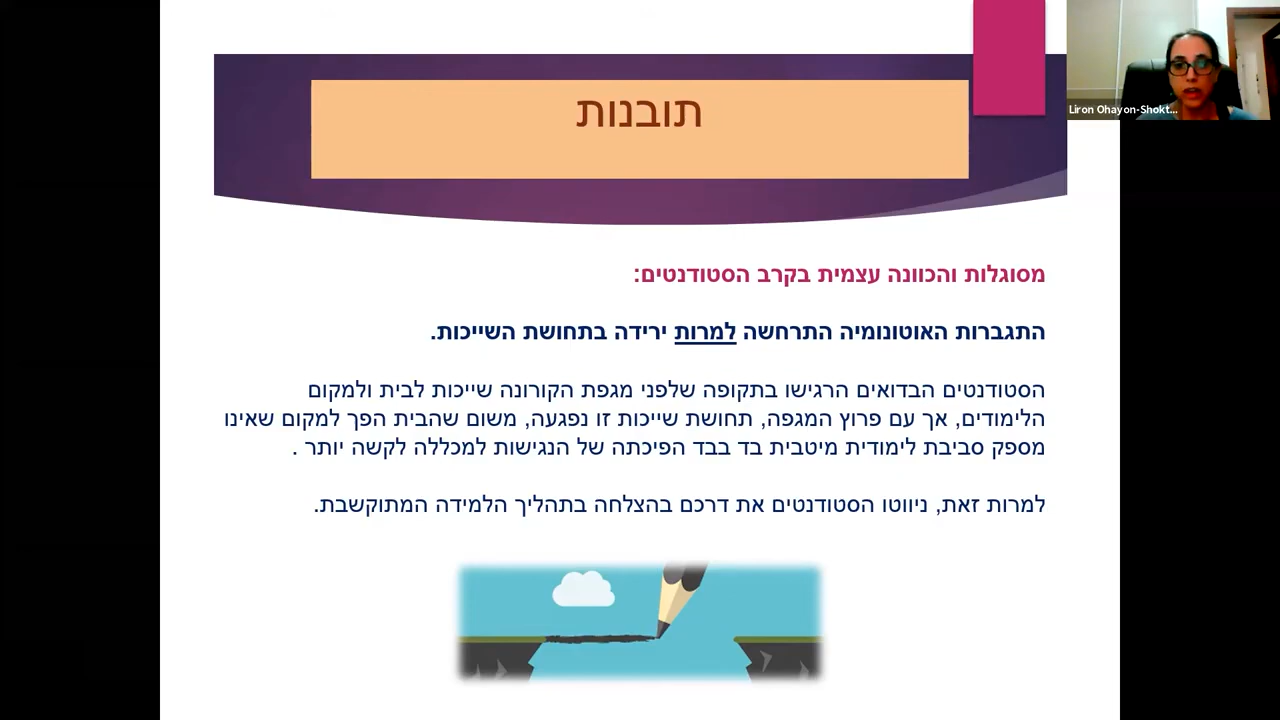 תובנות
Liron Ohayon-Shokt...
מסוגלות והכוונה עצמית בקרב הסטודנטים:
התגברות האוטונומיה התרחשה למרות ירידה בתחושת השייכות.
הסטודנטים הבדואים הרגישו בתקופה שלפני מגפת הקורונה שייכות לבית ולמקום
הלימודים, אך עם פרוץ המגפה, תחושת שייכות זו נפגעה, משום שהבית הפך למקום שאינו
מספק סביבת לימודית מיטבית בד בבד הפיכתה של הנגישות למכללה לקשה יותר .
למרות זאת, ניווטו הסטודנטים את דרכם בהצלחה בתהליך הלמידה המתוקשבת.